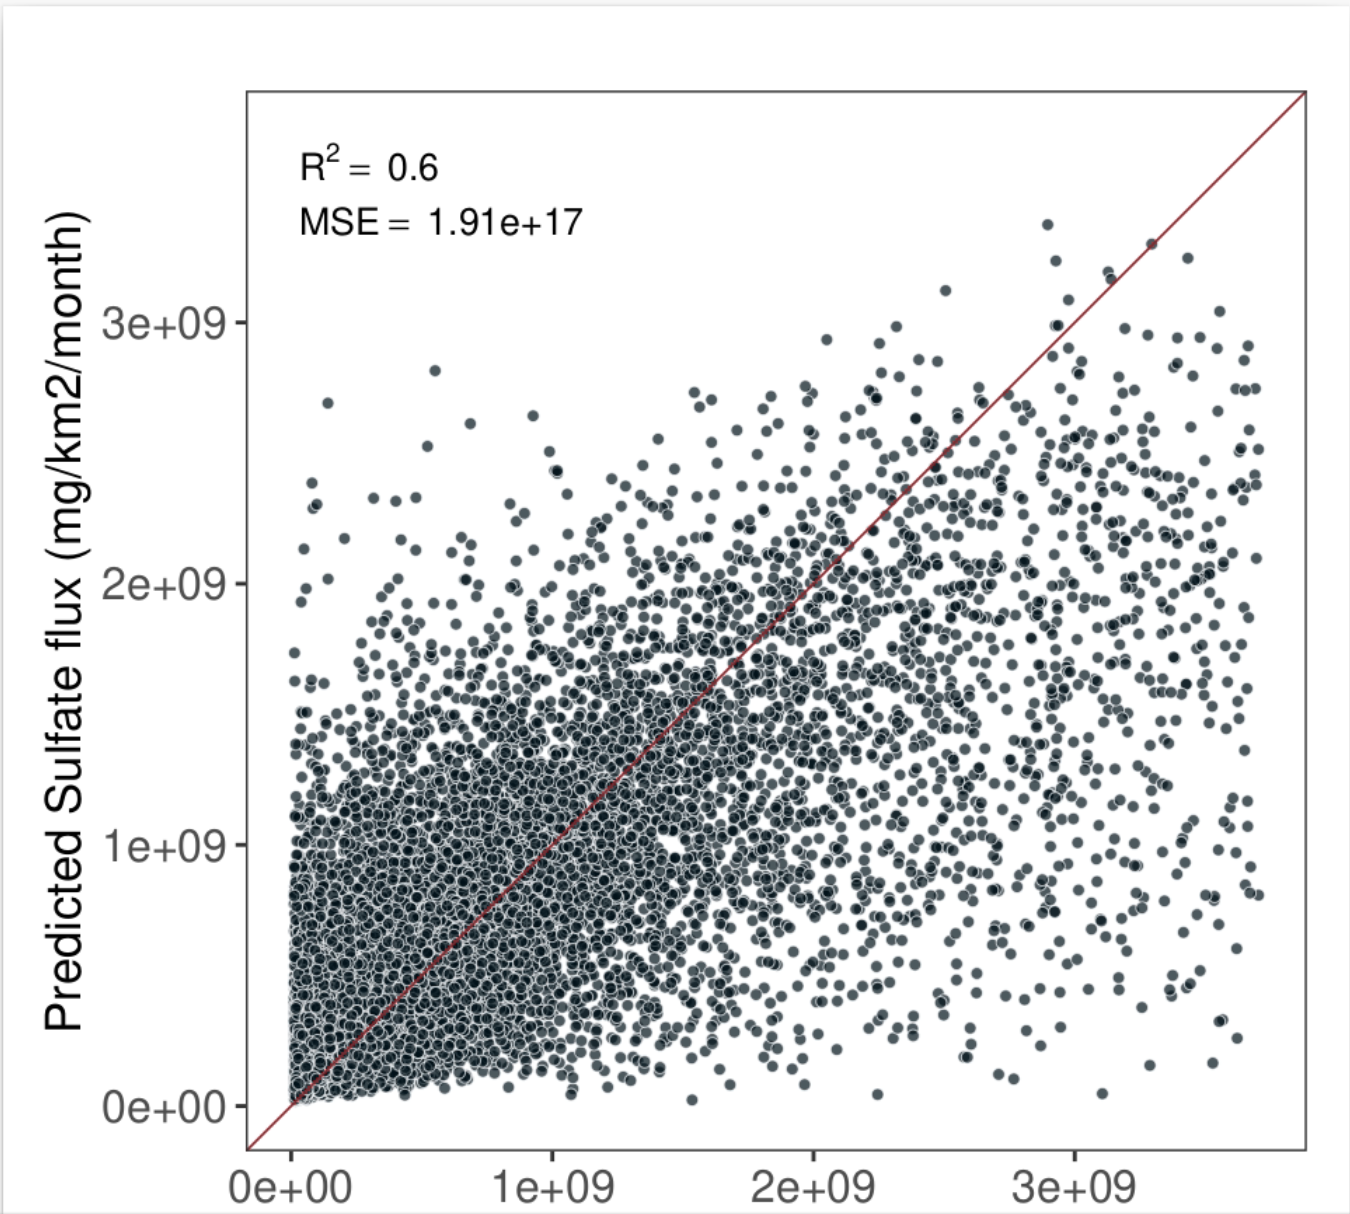 R² = 0.6
MSE = 1.91e+17
Predicted Sulfate flux (mg/km2/month)
3e+09
2e+09
1e+09
0e+00
0e+00 1e+09 2e+09 3e+09